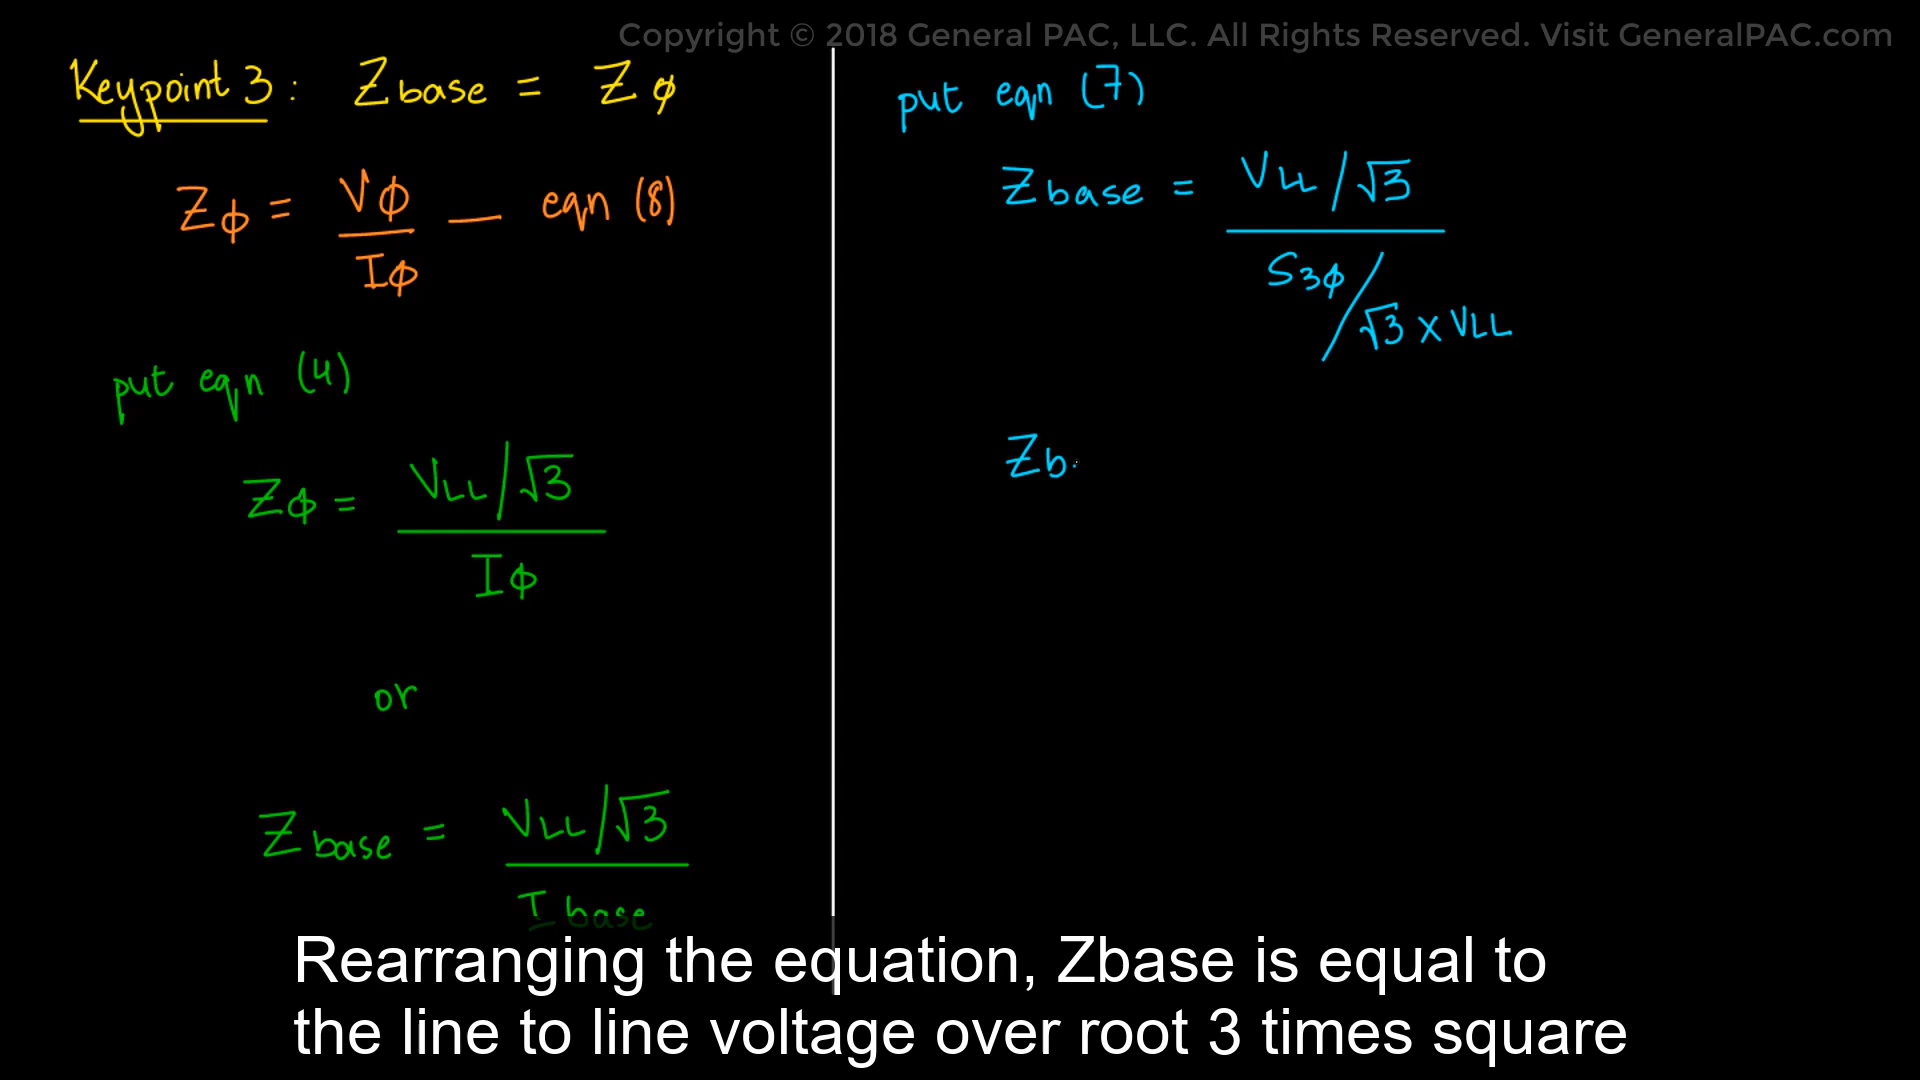 Copyright © 2018 General PAC, LLC. All Rights Reserved. Visit GeneralPAC.com
Keypoint 3: Zbase = Zϕ
Zϕ = Vϕ / Iϕ — eqn (8)
put eqn (4)
Zϕ = VLL/√3 / Iϕ
or
Zbase = VLL/√3 / Ibase
put eqn (7)
Zbase = VLL/√3 / S3ϕ/√3 x VLL
Zb
Rearranging the equation, Zbase is equal to
the line to line voltage over root 3 times square